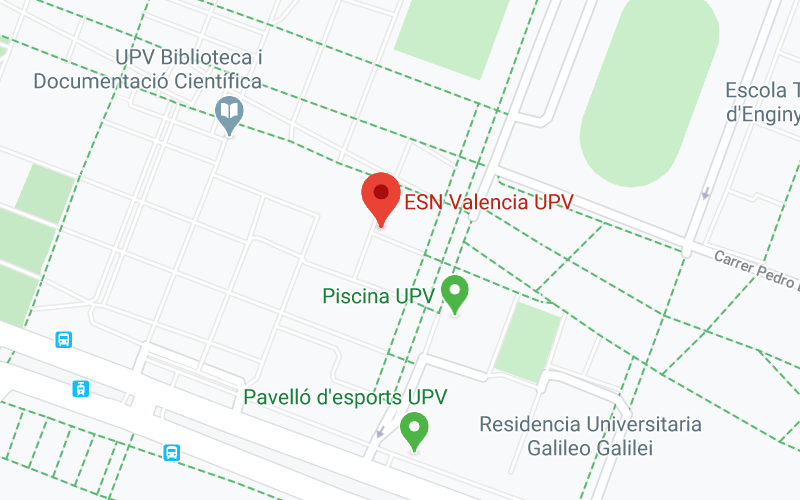 UPV Biblioteca i
Documentació Científica
Escola T
d'Enginy
ESN Valencia UPV
Carrer Pedro
Piscina UPV
Pavelló d'esports UPV
Residencia Universitaria
Galileo Galilei